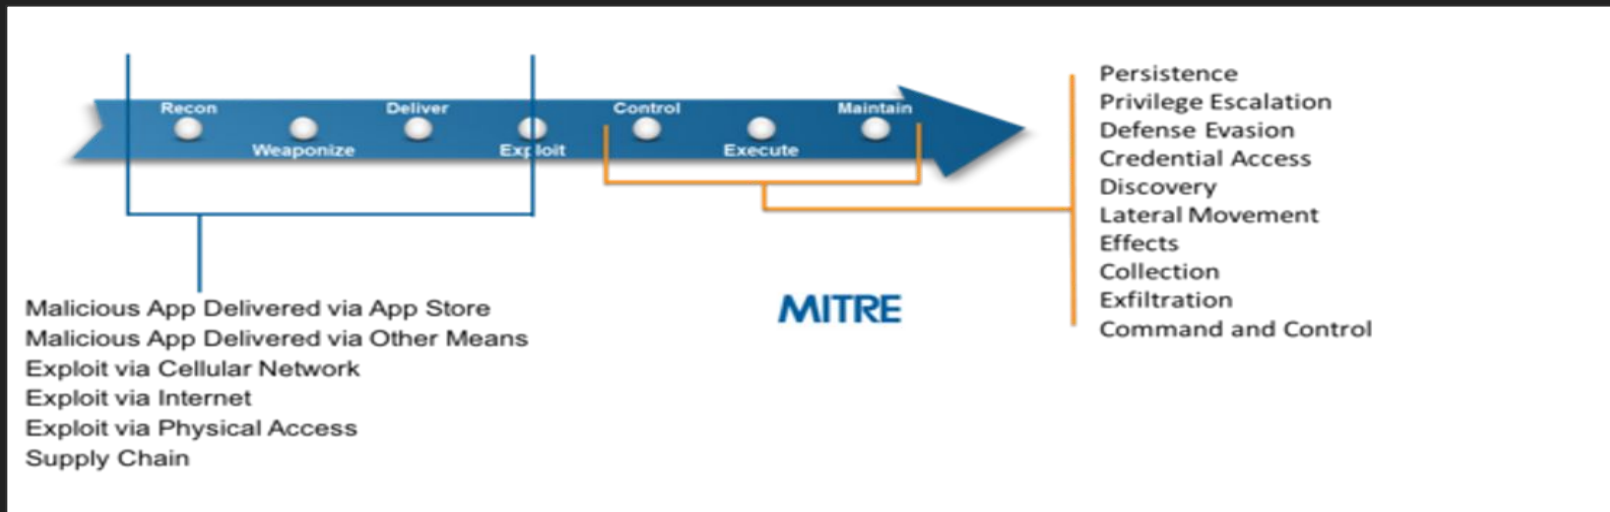 Recon
Weaponize
Deliver
Exploit
Control
Execute
Maintain
Persistence
Privilege Escalation
Defense Evasion
Credential Access
Discovery
Lateral Movement
Effects
Collection
Exfiltration
Command and Control
MITRE
Malicious App Delivered via App Store
Malicious App Delivered via Other Means
Exploit via Cellular Network
Exploit via Internet
Exploit via Physical Access
Supply Chain